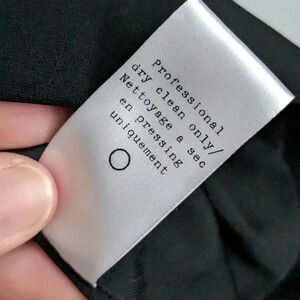 Professional
dry clean only/
Nettoyage a sec
en pressing
uniquement